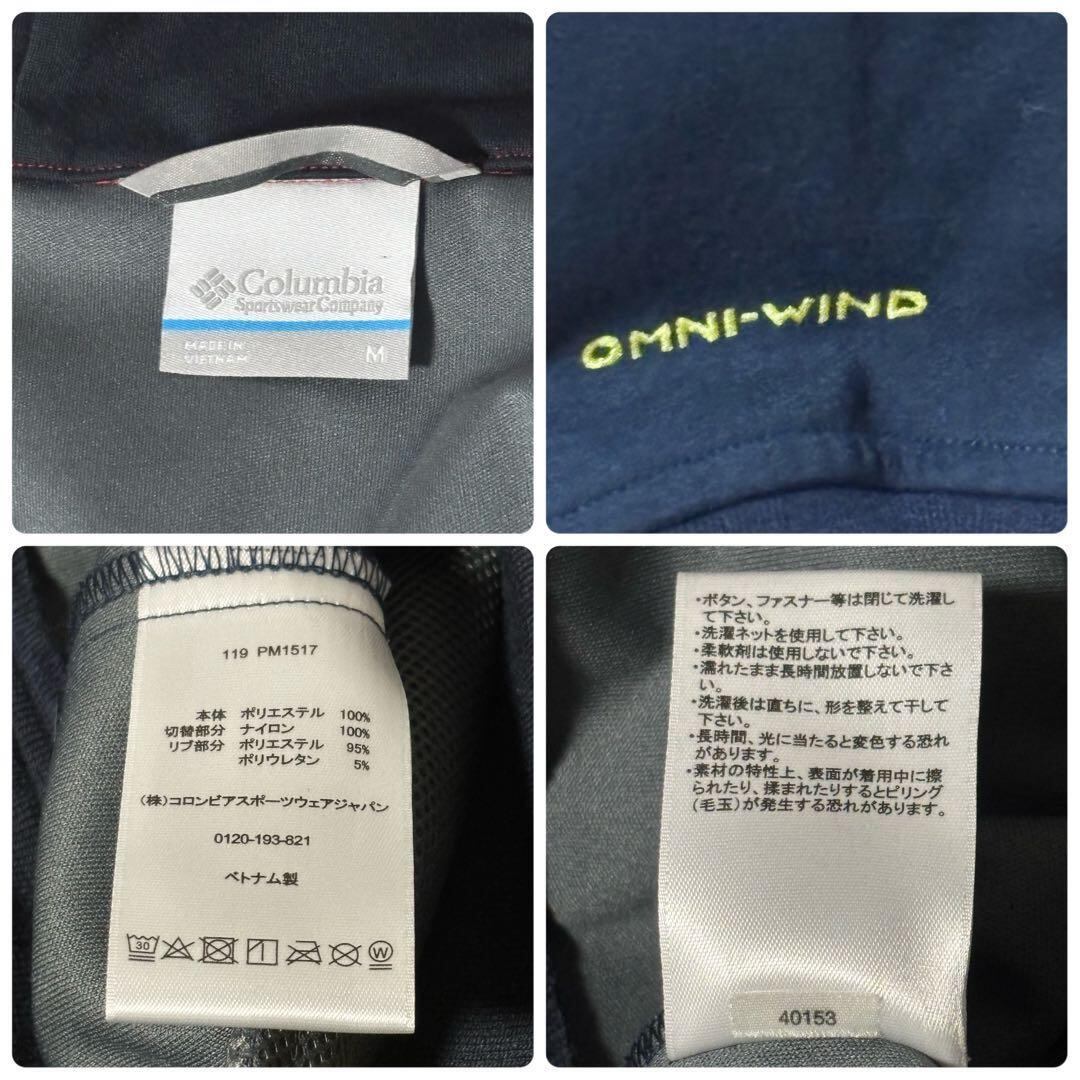 Columbia
Sportswear Company
MADE IN
VIETNAM
M
OMNI-WIND
119 PM1517
本体 ポリエステル 100%
切替部分 ナイロン 100%
リブ部分 ポリエステル 95%
ポリウレタン 5%
(株)コロンビアスポーツウェアジャパン
0120-193-821
ベトナム製
30
W
・ボタン、ファスナー等は閉じて洗濯し
て下さい。
・洗濯ネットを使用して下さい。
・柔軟剤は使用しないで下さい。
・濡れたまま長時間放置しないで下さ
い。
・洗濯後は直ちに、形を整えて干して
下さい。
・長時間、光に当たると変色する恐れ
があります。
・素材の特性上、表面が着用中に擦
られたり、揉まれたりするとピリング
(毛玉)が発生する恐れがあります。
40153